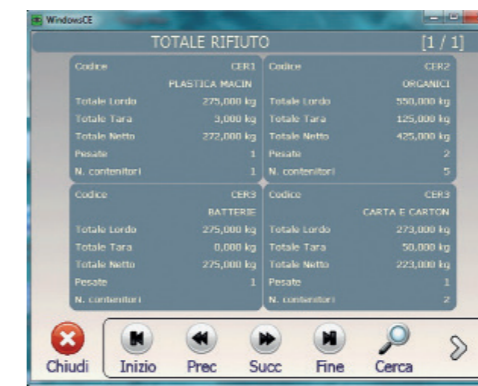 WindowsCE
TOTALE RIFIUTO [1 / 1]
Codice CER1
PLASTICA MACIN
Totale Lordo 275,000 kg
Totale Tara 3,000 kg
Totale Netto 272,000 kg
Pesate 1
N. contenitori 1
Codice CER2
ORGANICI
Totale Lordo 550,000 kg
Totale Tara 125,000 kg
Totale Netto 425,000 kg
Pesate 2
N. contenitori 5
Codice CER3
BATTERIE
Totale Lordo 275,000 kg
Totale Tara 0,000 kg
Totale Netto 275,000 kg
Pesate 1
N. contenitori
Codice CER3
CARTA E CARTON
Totale Lordo 273,000 kg
Totale Tara 50,000 kg
Totale Netto 223,000 kg
Pesate 1
N. contenitori 2
Chiudi Inizio Prec Succ Fine Cerca